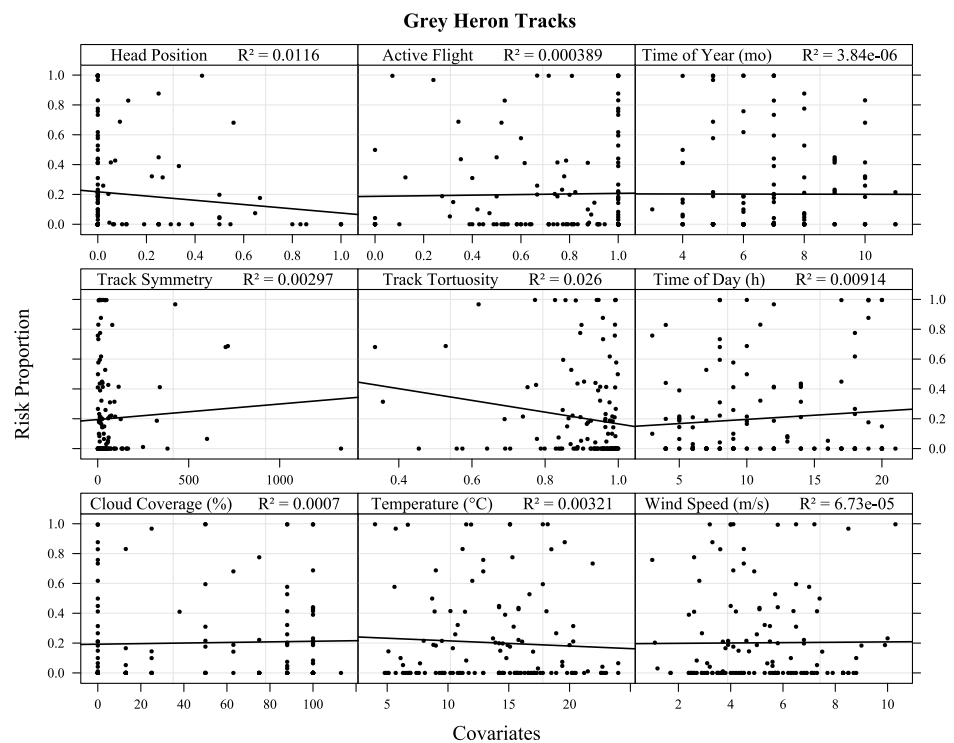 Grey Heron Tracks
Head Position R² = 0.0116 Active Flight R² = 0.000389 Time of Year (mo) R² = 3.84e-06
1.0
0.8
0.6
0.4
0.2
0.0
0.0 0.2 0.4 0.6 0.8 1.0 0.0 0.2 0.4 0.6 0.8 1.0 4 6 8 10
Track Symmetry R² = 0.00297 Track Tortuosity R² = 0.026 Time of Day (h) R² = 0.00914
1.0
0.8
0.6
0.4
0.2
0.0
0 500 1000 0.4 0.6 0.8 1.0 5 10 15 20
Cloud Coverage (%) R² = 0.0007 Temperature (°C) R² = 0.00321 Wind Speed (m/s) R² = 6.73e-05
1.0
0.8
0.6
0.4
0.2
0.0
0 20 40 60 80 100 5 10 15 20 2 4 6 8 10
Risk Proportion
Covariates